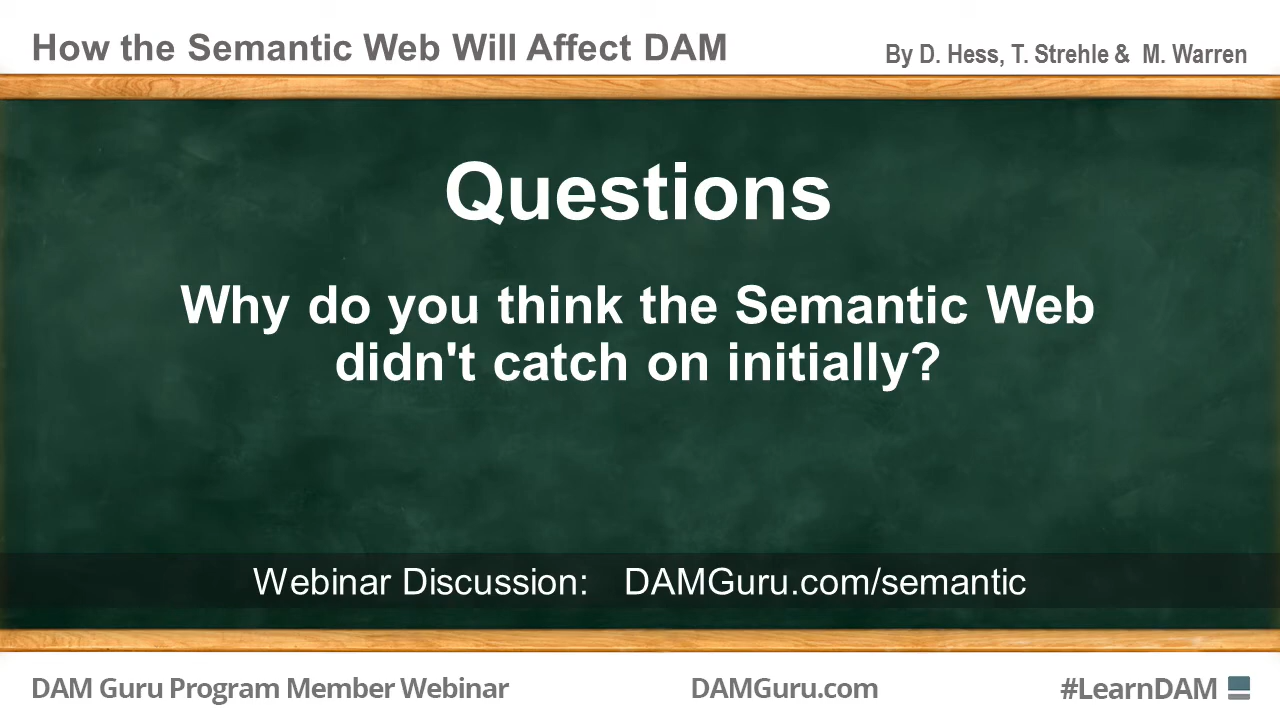 How the Semantic Web Will Affect DAM
By D. Hess, T. Strehle & M. Warren
Questions
Why do you think the Semantic Web
didn't catch on initially?
Webinar Discussion: DAMGuru.com/semantic
DAM Guru Program Member Webinar
DAMGuru.com
#LearnDAM